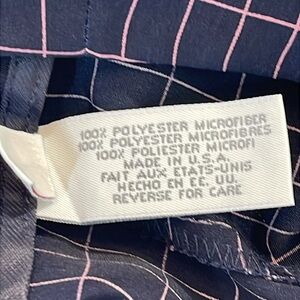 100% POLYESTER MICROFIBER
100% POLYESTER MICROFIBRES
100% POLIESTER MICROFI
MADE IN U.S.A.
FAIT AUX ETATS-UNIS
HECHO EN EE. UU.
REVERSE FOR CARE